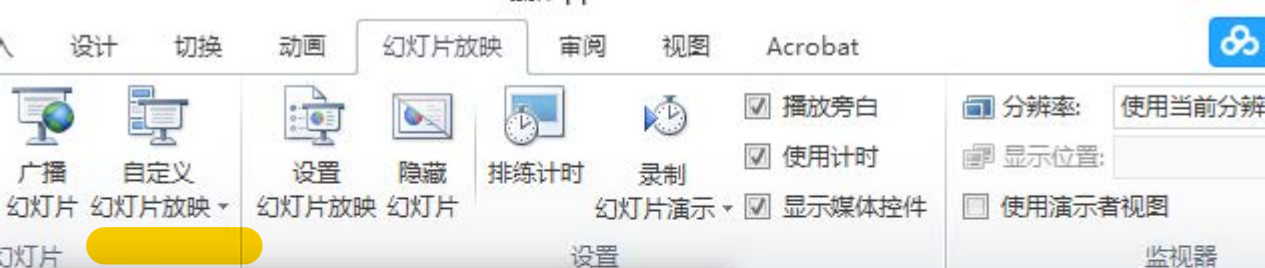 设计 切换 动画 幻灯片放映 审阅 视图 Acrobat
广播 幻灯片
自定义 幻灯片放映
设置 幻灯片放映
隐藏 幻灯片
排练计时
录制 幻灯片演示
播放旁白
使用计时
显示媒体控件
分辨率: 使用当前分辨
显示位置:
使用演示者视图
幻灯片 设置 监视器